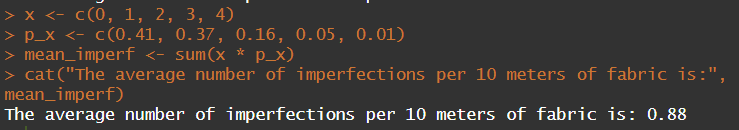 > x <- c(0, 1, 2, 3, 4)
> p_x <- c(0.41, 0.37, 0.16, 0.05, 0.01)
> mean_imperf <- sum(x * p_x)
> cat("The average number of imperfections per 10 meters of fabric is:",
mean_imperf)
The average number of imperfections per 10 meters of fabric is: 0.88